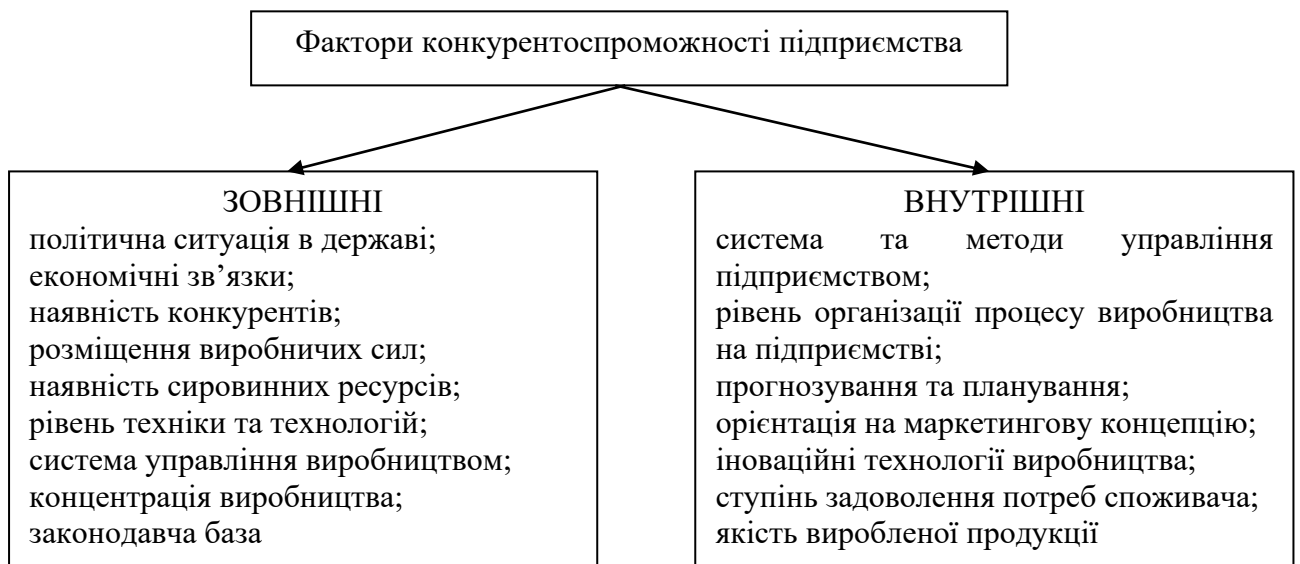 Фактори конкурентоспроможності підприємства
ЗОВНІШНІ
політична ситуація в державі;
економічні зв’язки;
наявність конкурентів;
розміщення виробничих сил;
наявність сировинних ресурсів;
рівень техніки та технологій;
система управління виробництвом;
концентрація виробництва;
законодавча база
ВНУТРІШНІ
система та методи управління
підприємством;
рівень організації процесу виробництва
на підприємстві;
прогнозування та планування;
орієнтація на маркетингову концепцію;
іноваційні технології виробництва;
ступінь задоволення потреб споживача;
якість виробленої продукції